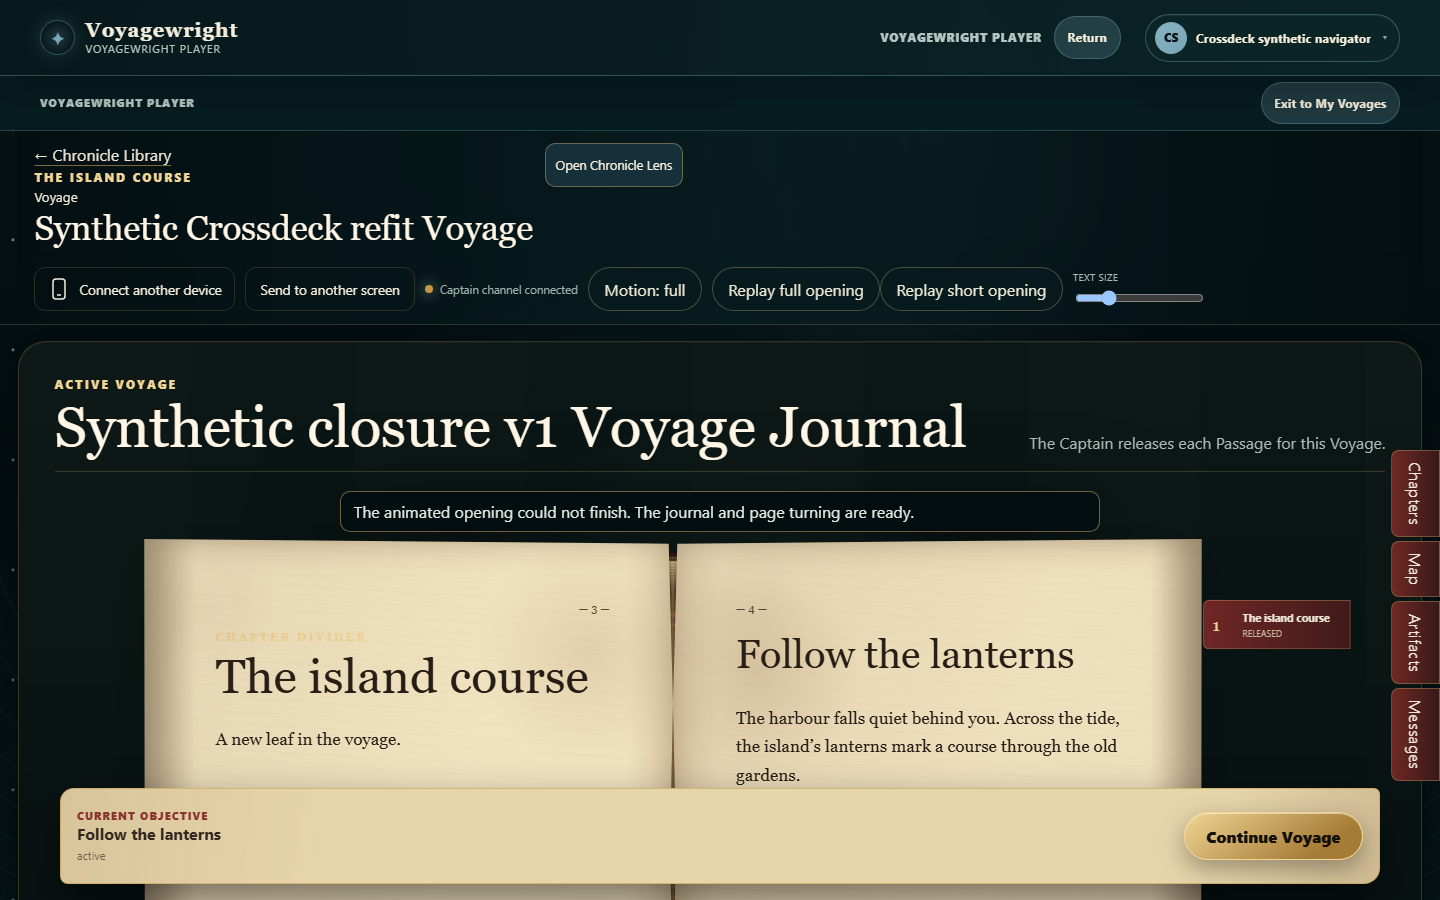 Voyagewright
VOYAGEWRIGHT PLAYER
VOYAGEWRIGHT PLAYER
Return
CS
Crossdeck synthetic navigator
VOYAGEWRIGHT PLAYER
Exit to My Voyages
← Chronicle Library
THE ISLAND COURSE
Voyage
Synthetic Crossdeck refit Voyage
Open Chronicle Lens
Connect another device
Send to another screen
Captain channel connected
Motion: full
Replay full opening
Replay short opening
TEXT SIZE
ACTIVE VOYAGE
Synthetic closure v1 Voyage Journal
The Captain releases each Passage for this Voyage.
The animated opening could not finish. The journal and page turning are ready.
— 3 —
CHAPTER DIVIDER
The island course
A new leaf in the voyage.
— 4 —
Follow the lanterns
The harbour falls quiet behind you. Across the tide,
the island’s lanterns mark a course through the old
gardens.
1
The island course
RELEASED
Chapters
Map
Artifacts
Messages
CURRENT OBJECTIVE
Follow the lanterns
active
Continue Voyage